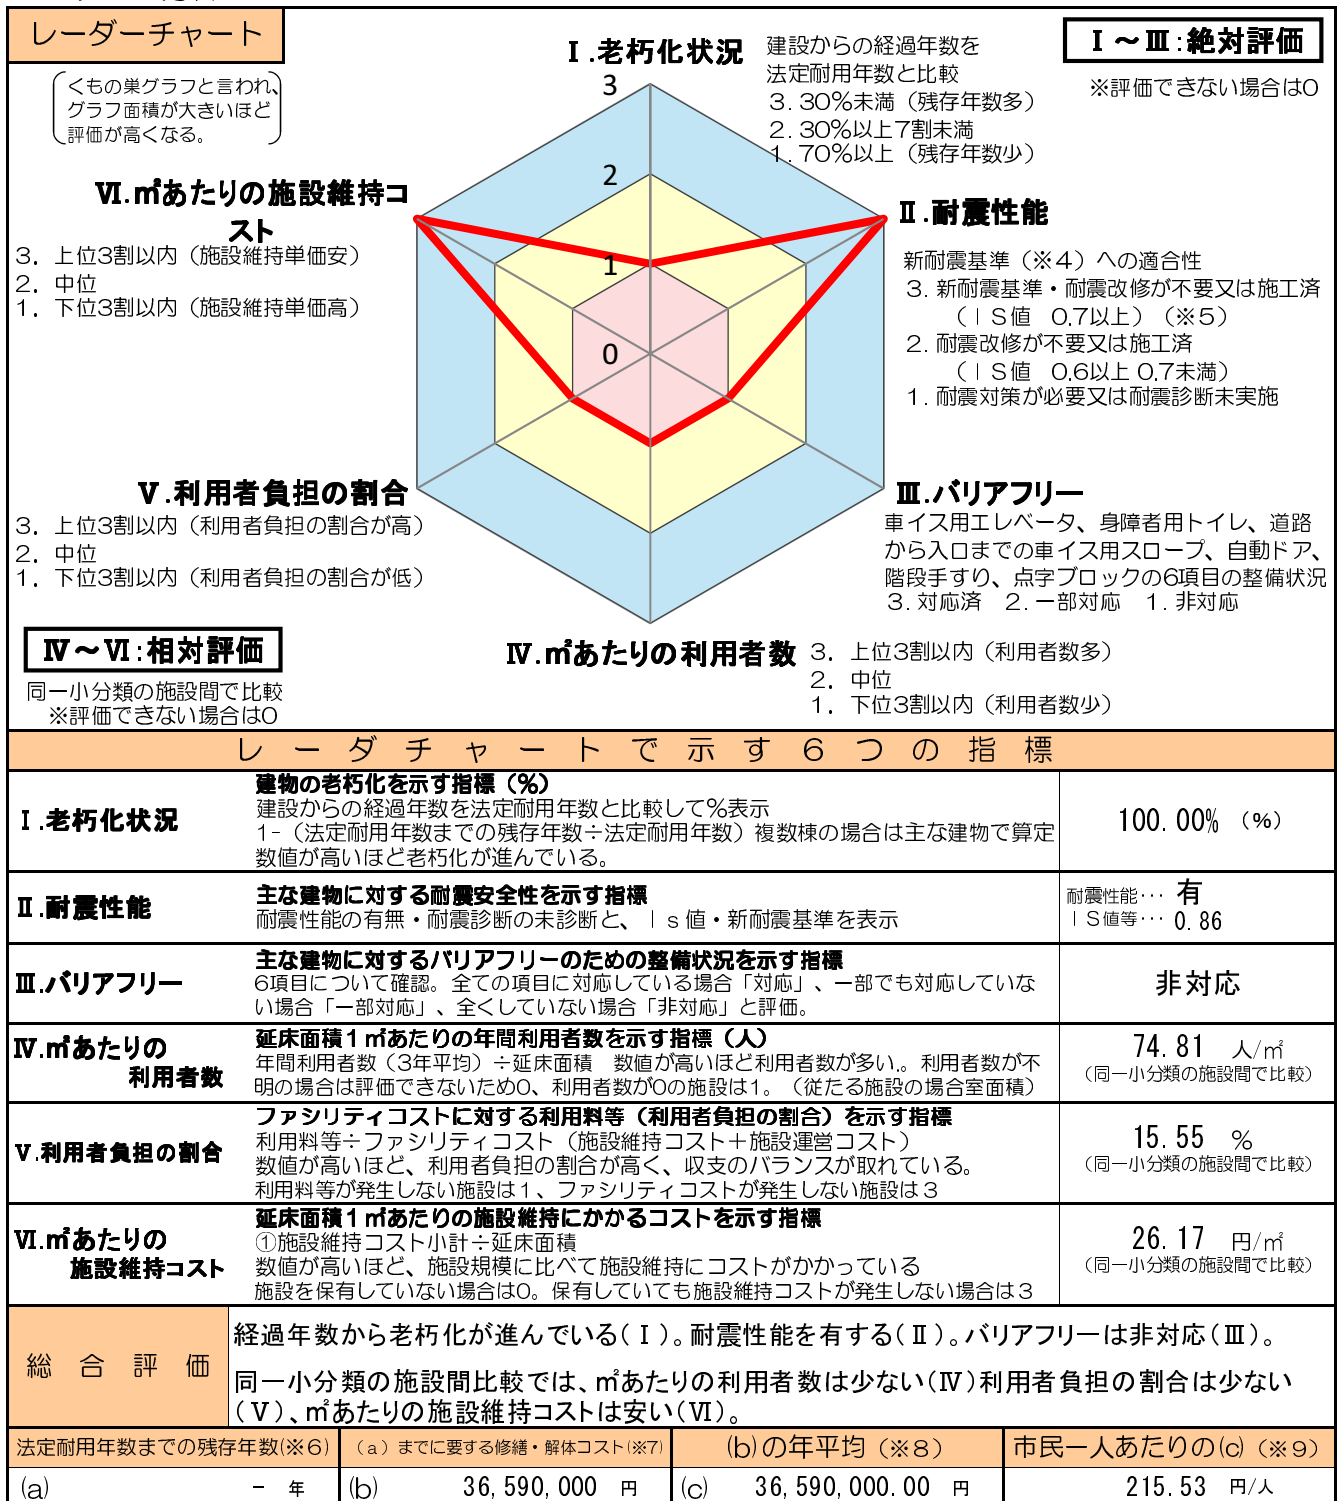 レーダーチャート
くもの巣グラフと言われ、
グラフ面積が大きいほど
評価が高くなる。
Ⅰ～Ⅲ:絶対評価
※評価できない場合は0
Ⅰ.老朽化状況
建設からの経過年数を
法定耐用年数と比較
3. 30%未満（残存年数多）
2. 30%以上7割未満
1. 70%以上（残存年数少）
3
2
1
0
Ⅵ.㎡あたりの施設維持コ
スト
3. 上位3割以内（施設維持単価安）
2. 中位
1. 下位3割以内（施設維持単価高）
Ⅱ.耐震性能
新耐震基準（※4）への適合性
3. 新耐震基準・耐震改修が不要又は施工済
（ＩＳ値 0.7以上）（※5）
2. 耐震改修が不要又は施工済
（ＩＳ値 0.6以上 0.7未満）
1. 耐震対策が必要又は耐震診断未実施
Ⅴ.利用者負担の割合
3. 上位3割以内（利用者負担の割合が高）
2. 中位
1. 下位3割以内（利用者負担の割合が低）
Ⅲ.バリアフリー
車イス用エレベータ、身障者用トイレ、道路
から入口までの車イス用スロープ、自動ドア、
階段手すり、点字ブロックの6項目の整備状況
3. 対応済 2. 一部対応 1. 非対応
Ⅳ～Ⅵ:相対評価
同一小分類の施設間で比較
※評価できない場合は0
Ⅳ.㎡あたりの利用者数
3. 上位3割以内（利用者数多）
2. 中位
1. 下位3割以内（利用者数少）
レーダチャートで示す6つの指標
Ⅰ.老朽化状況
建物の老朽化を示す指標（%）
建設からの経過年数を法定耐用年数と比較して%表示
1-（法定耐用年数までの残存年数÷法定耐用年数）複数棟の場合は主な建物で算定
数値が高いほど老朽化が進んでいる。
100.00% （%）
Ⅱ.耐震性能
主な建物に対する耐震安全性を示す指標
耐震性能の有無・耐震診断の未診断と、Ｉｓ値・新耐震基準を表示
耐震性能･･･ 有
ＩＳ値等･･･ 0.86
Ⅲ.バリアフリー
主な建物に対するバリアフリーのための整備状況を示す指標
6項目について確認。全ての項目に対応している場合「対応」、一部でも対応していな
い場合「一部対応」、全くしていない場合「非対応」と評価。
非対応
Ⅳ.㎡あたりの
利用者数
延床面積１㎡あたりの年間利用者数を示す指標（人）
年間利用者数（3年平均）÷延床面積 数値が高いほど利用者数が多い。利用者数が不
明の場合は評価できないため0、利用者数が0の施設は1。（従たる施設の場合室面積）
74.81 人/㎡
(同一小分類の施設間で比較)
Ⅴ.利用者負担の割合
ファシリティコストに対する利用料等（利用者負担の割合）を示す指標
利用料等÷ファシリティコスト（施設維持コスト＋施設運営コスト）
数値が高いほど、利用者負担の割合が高く、収支のバランスが取れている。
利用料等が発生しない施設は１、ファシリティコストが発生しない施設は３
15.55 %
(同一小分類の施設間で比較)
Ⅵ.㎡あたりの
施設維持コスト
延床面積１㎡あたりの施設維持にかかるコストを示す指標
①施設維持コスト小計÷延床面積
数値が高いほど、施設規模に比べて施設維持にコストがかかっている
施設を保有していない場合は0。保有していても施設維持コストが発生しない場合は３
26.17 円/㎡
(同一小分類の施設間で比較)
総合評価
経過年数から老朽化が進んでいる(Ⅰ)。耐震性能を有する(Ⅱ)。バリアフリーは非対応(Ⅲ)。
同一小分類の施設間比較では、㎡あたりの利用者数は少ない(Ⅳ)利用者負担の割合は少ない
(Ⅴ)、㎡あたりの施設維持コストは安い(Ⅵ)。
法定耐用年数までの残存年数(※6)
（a）までに要する修繕・解体コスト(※7)
(b)の年平均（※8）
市民一人あたりの(c)（※9）
(a) - 年
(b) 36,590,000 円
(c) 36,590,000.00 円
215.53 円/人